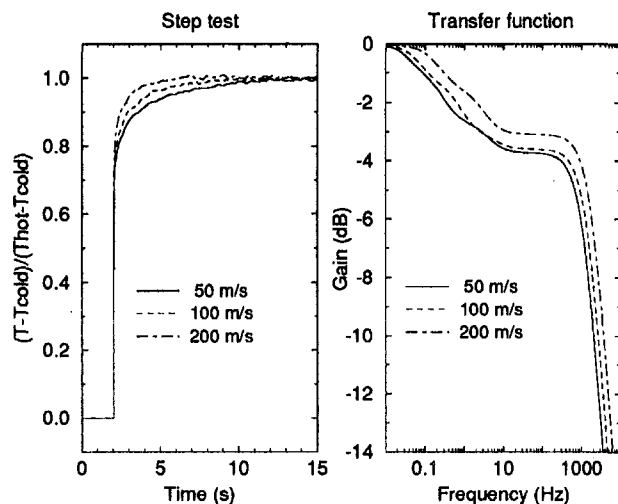 Step test
(T-Tcold)/(Thot-Tcold)
1.0
0.8
0.6
0.4
0.2
0.0
50 m/s
100 m/s
200 m/s
0 5 10 15
Time (s)
Transfer function
Gain (dB)
0
-2
-4
-6
-8
-10
-12
-14
50 m/s
100 m/s
200 m/s
0.1 10 1000
Frequency (Hz)